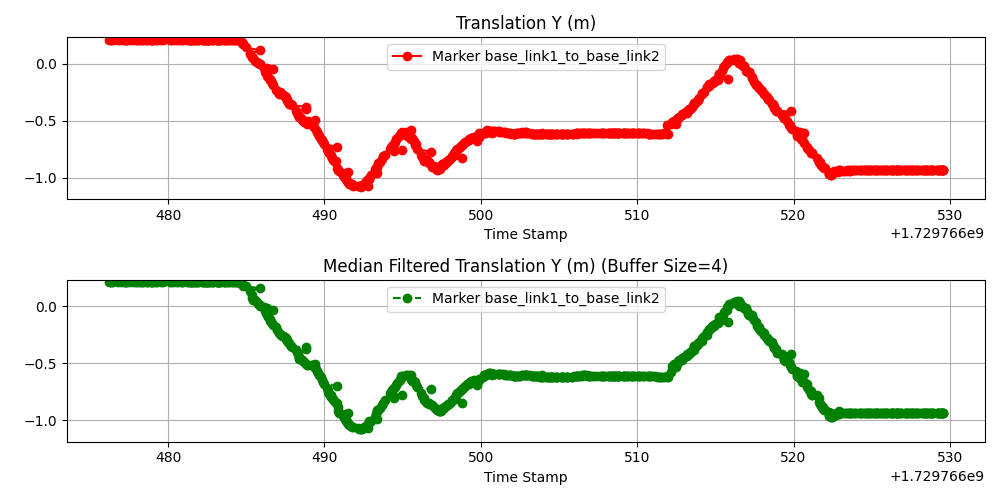 Translation Y (m)
Marker base_link1_to_base_link2
0.0
−0.5
−1.0
480 490 500 510 520 530
Time Stamp
+1.729766e9
Median Filtered Translation Y (m) (Buffer Size=4)
Marker base_link1_to_base_link2
0.0
−0.5
−1.0
480 490 500 510 520 530
Time Stamp
+1.729766e9